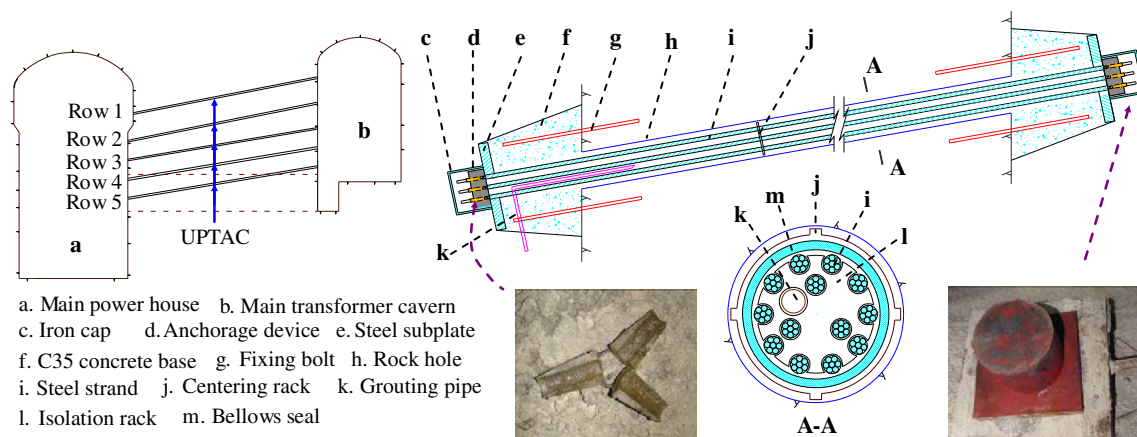 c d e f g h i j
A
Row 1
Row 2
Row 3
Row 4
Row 5
b
a
UPTAC
A
k
k m j i
l
A-A
a. Main power house b. Main transformer cavern
c. Iron cap d. Anchorage device e. Steel subplate
f. C35 concrete base g. Fixing bolt h. Rock hole
i. Steel strand j. Centering rack k. Grouting pipe
l. Isolation rack m. Bellows seal